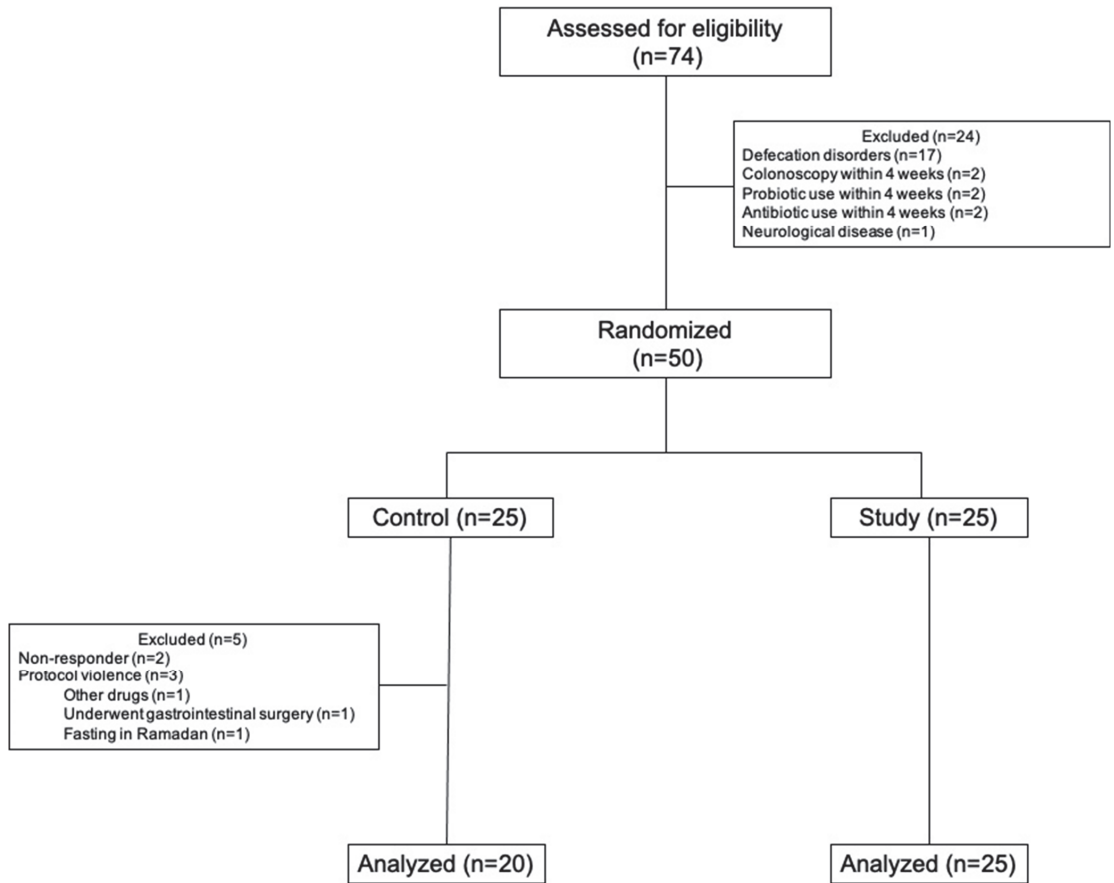 Assessed for eligibility
(n=74)
Excluded (n=24)
Defecation disorders (n=17)
Colonoscopy within 4 weeks (n=2)
Probiotic use within 4 weeks (n=2)
Antibiotic use within 4 weeks (n=2)
Neurological disease (n=1)
Randomized
(n=50)
Control (n=25)
Study (n=25)
Excluded (n=5)
Non-responder (n=2)
Protocol violence (n=3)
Other drugs (n=1)
Underwent gastrointestinal surgery (n=1)
Fasting in Ramadan (n=1)
Analyzed (n=20)
Analyzed (n=25)